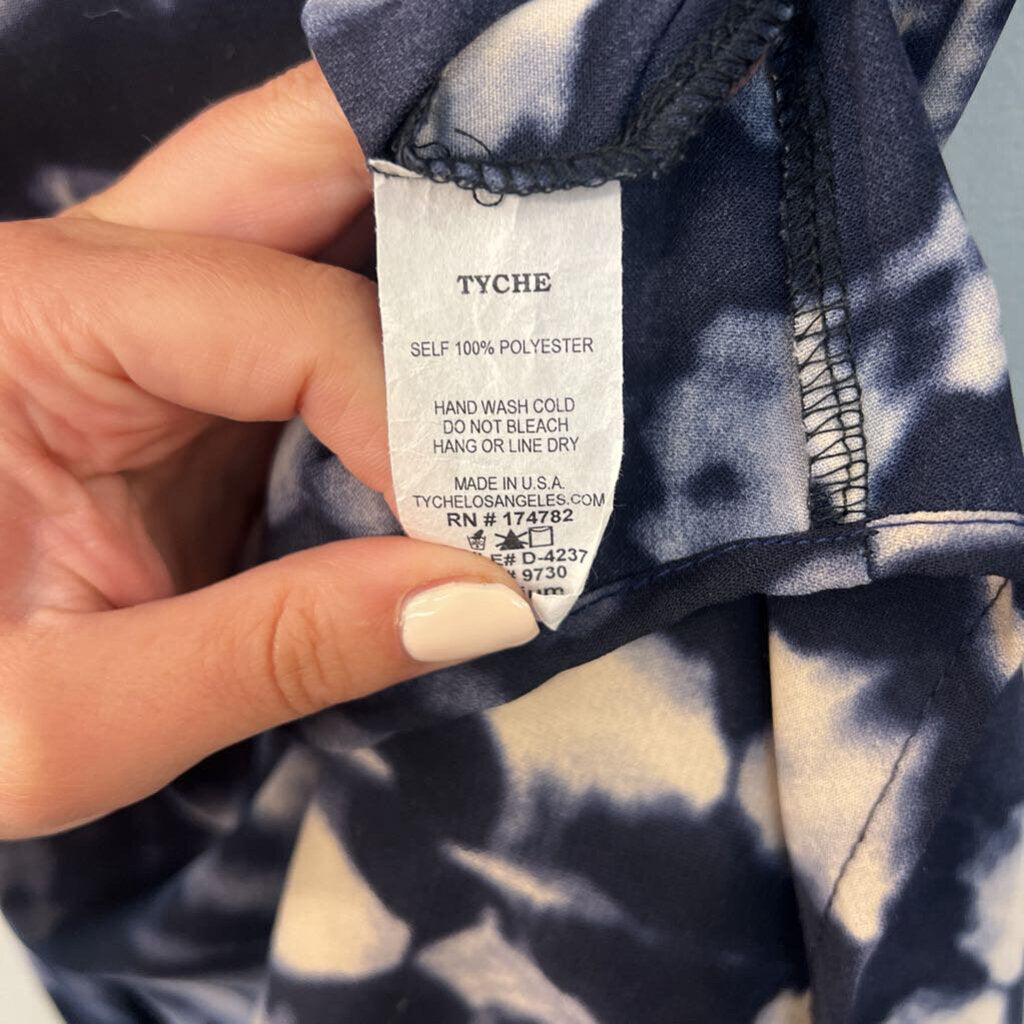 TYCHE
SELF 100% POLYESTER
HAND WASH COLD
DO NOT BLEACH
HANG OR LINE DRY
MADE IN U.S.A.
TYCHELOSANGELES.COM
RN # 174782
E# D-4237
# 9730